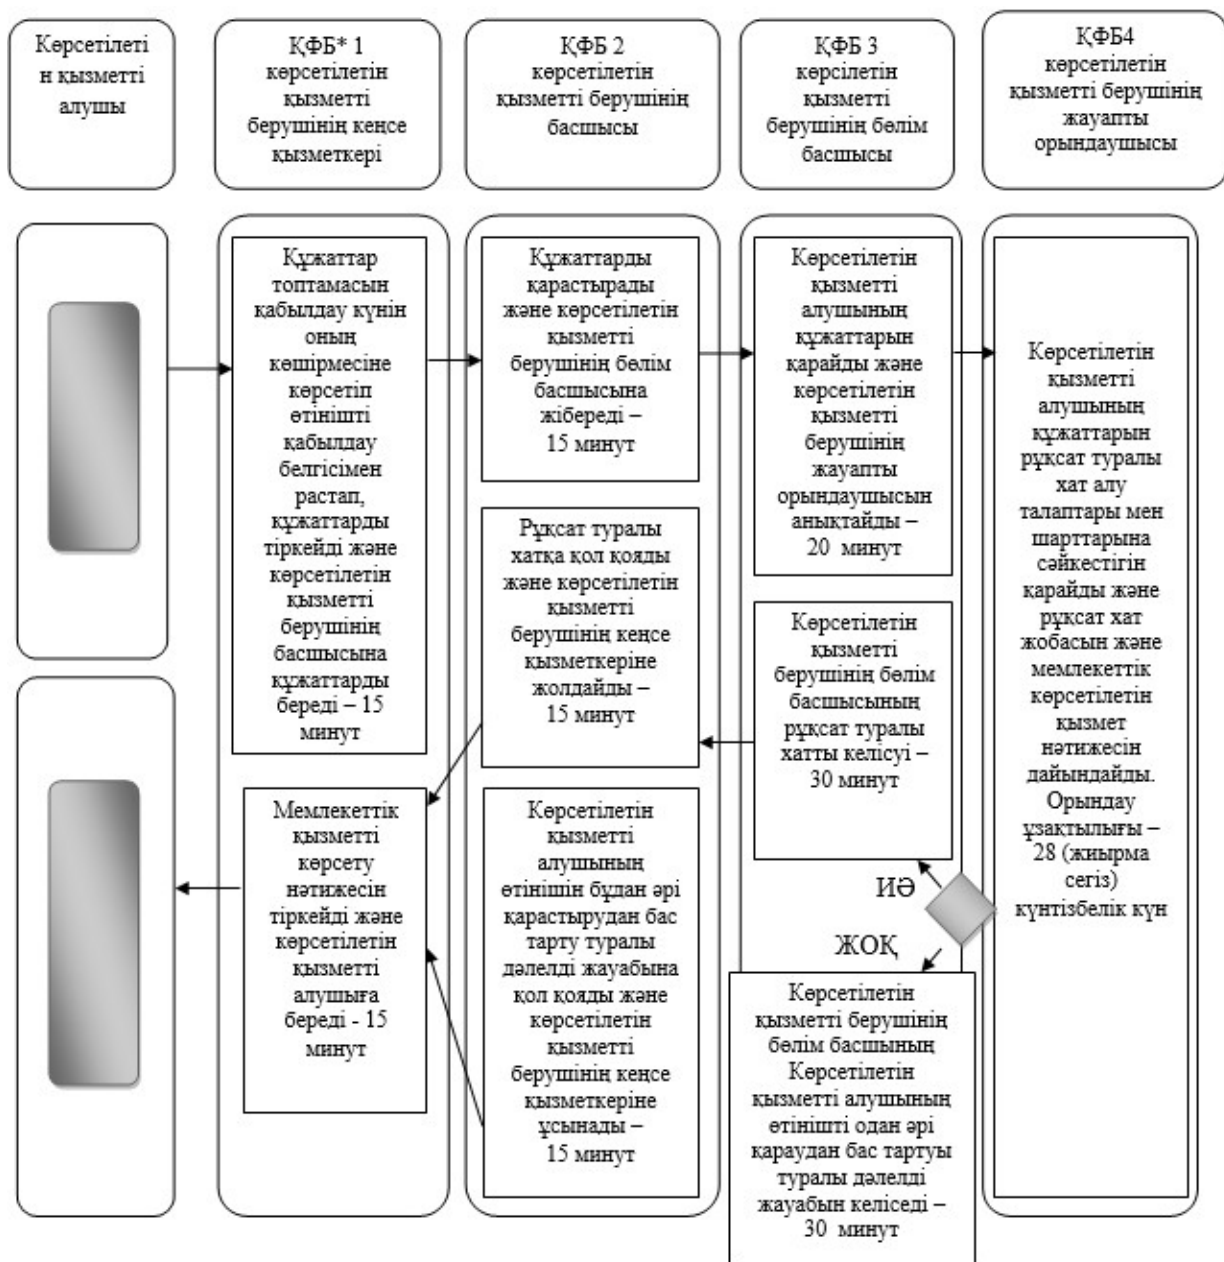 Көрсетілеті
н қызметті
алушы
ҚФБ* 1
көрсетілетін
қызметті
берушінің кеңсе
қызметкері
ҚФБ 2
көрсетілетін
қызметті берушінің
басшысы
ҚФБ 3
көрсілетін
қызметті
берушінің бөлім
басшысы
ҚФБ4
көрсетілетін
қызметті берушінің
жауапты
орындаушысы
Құжаттар
топтамасын
қабылдау күнін
оның
көшірмесіне
көрсетіп
өтінішті
қабылдау
белгісімен
растап,
құжаттарды
тіркейді және
көрсетілетін
қызметті
берушінің
басшысына
құжаттарды
береді – 15
минут
Құжаттарды
қарастырады
және көрсетілетін
қызметті
берушінің бөлім
басшысына
жібереді –
15 минут
Көрсетілетін
қызметті
алушының
құжаттарын
қарайды және
көрсетілетін
қызметті
берушінің
жауапты
орындаушысын
анықтайды –
20 минут
Көрсетілетін
қызметті
алушының
құжаттарын
рұқсат туралы
хат алу
талаптары мен
шарттарына
сәйкестігін
қарайды және
рұқсат хат
жобасын және
мемлекеттік
көрсетілетін
қызмет
нәтижесін
дайындайды.
Орындау
ұзақтылығы –
28 (жиырма
сегіз)
күнтізбелік күн
Рұқсат туралы
хатқа қол қояды
және көрсетілетін
қызметті
берушінің кеңсе
қызметкеріне
жолдайды –
15 минут
Көрсетілетін
қызметті
берушінің бөлім
басшысының
рұқсат туралы
хатты келісуі –
30 минут
Мемлекеттік
қызметті
көрсету
нәтижесін
тіркейді және
көрсетілетін
қызметті
алушыға
береді - 15
минут
Көрсетілетін
қызметті
алушының
өтінішін бұдан әрі
қарастырудан бас
тарту туралы
дәлелді жауабына
қол қояды және
көрсетілетін
қызметті
берушінің кеңсе
қызметкеріне
ұсынады –
15 минут
ИӘ
ЖОҚ
Көрсетілетін
қызметті берушінің
бөлім басшының
Көрсетілетін
қызметті алушының
өтінішті одан әрі
қараудан бас тартуы
туралы дәлелді
жауабын келіседі –
30 минут